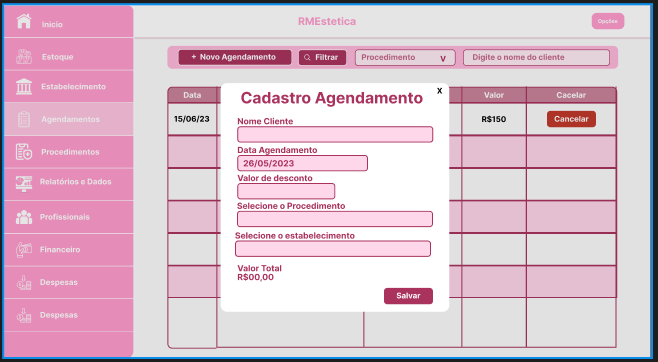 RMEstetica
Opções
Inicio
Estoque
Estabelecimento
Agendamentos
Procedimentos
Relatórios e Dados
Profissionais
Financeiro
Despesas
Despesas
+ Novo Agendamento
Filtrar
Procedimento v
Digite o nome do cliente
Data
Valor
Cacelar
15/06/23
R$150
Cancelar
X
Cadastro Agendamento
Nome Cliente
Data Agendamento
26/05/2023
Valor de desconto
Selecione o Procedimento
Selecione o estabelecimento
Valor Total
R$00,00
Salvar